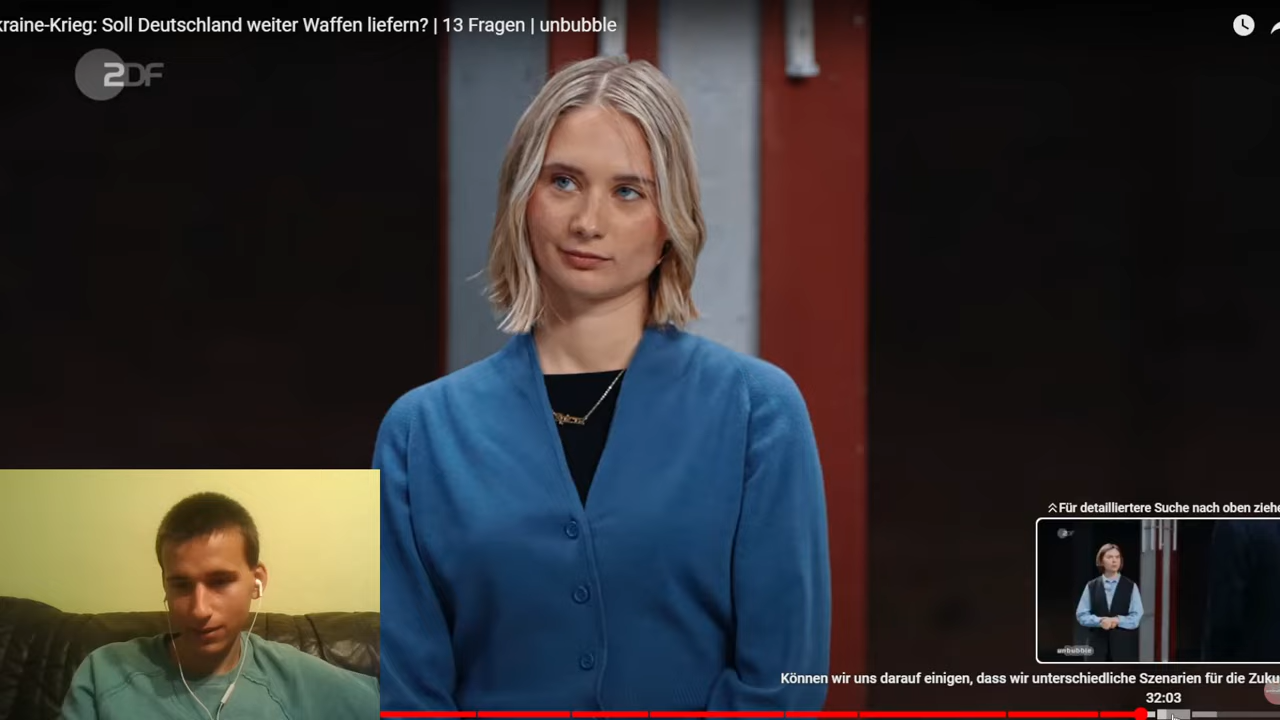 kraine-Krieg: Soll Deutschland weiter Waffen liefern? | 13 Fragen | unbubble
ZDF
Für detailliertere Suche nach oben ziehe
unbubble
Können wir uns darauf einigen, dass wir unterschiedliche Szenarien für die Zuku
32:03